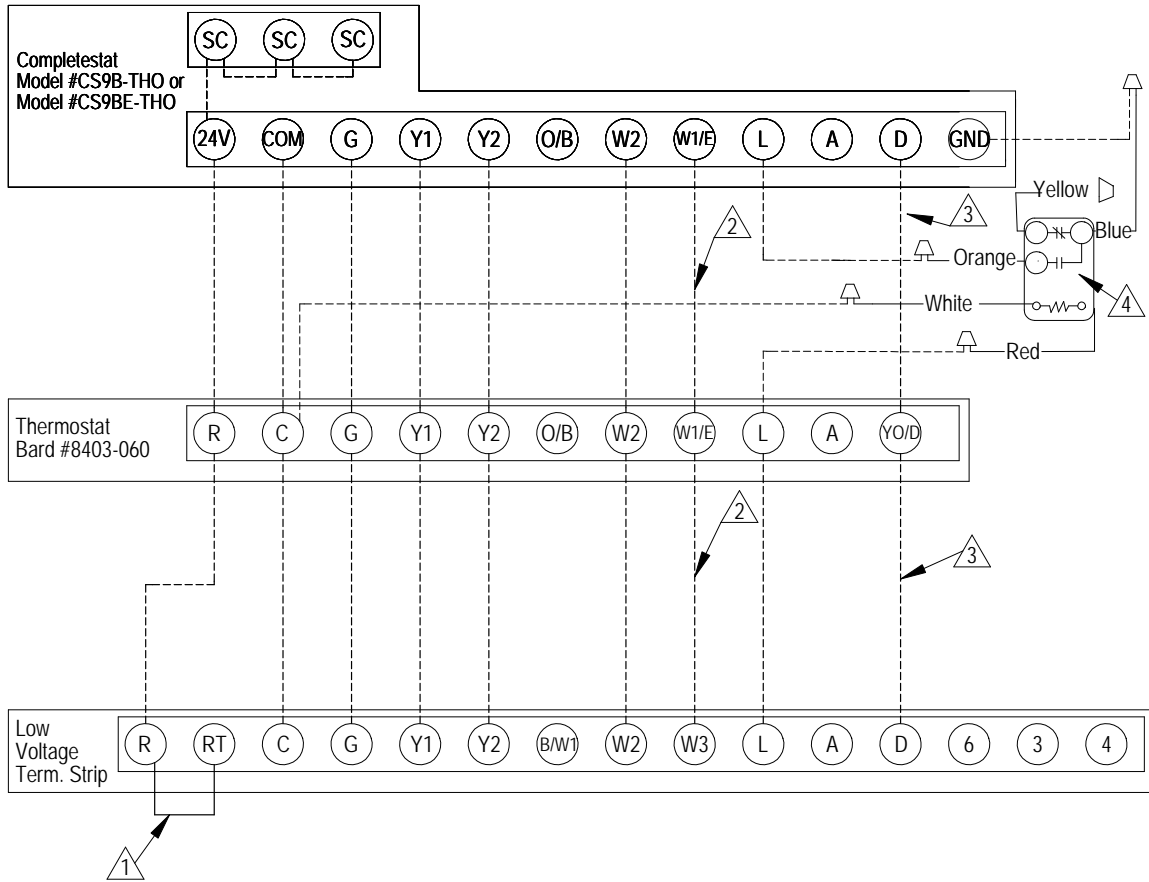 SC SC SC
Completestat
Model #CS9B-THO or
Model #CS9BE-THO
24V COM G Y1 Y2 O/B W2 W1/E L A D GND
Yellow
2
3
Blue
Orange
4
White
Red
Thermostat
Bard #8403-060
R C G Y1 Y2 O/B W2 W1/E L A YO/D
2
3
Low
Voltage
Term. Strip
R RT C G Y1 Y2 B/W1 W2 W3 L A D 6 3 4
1